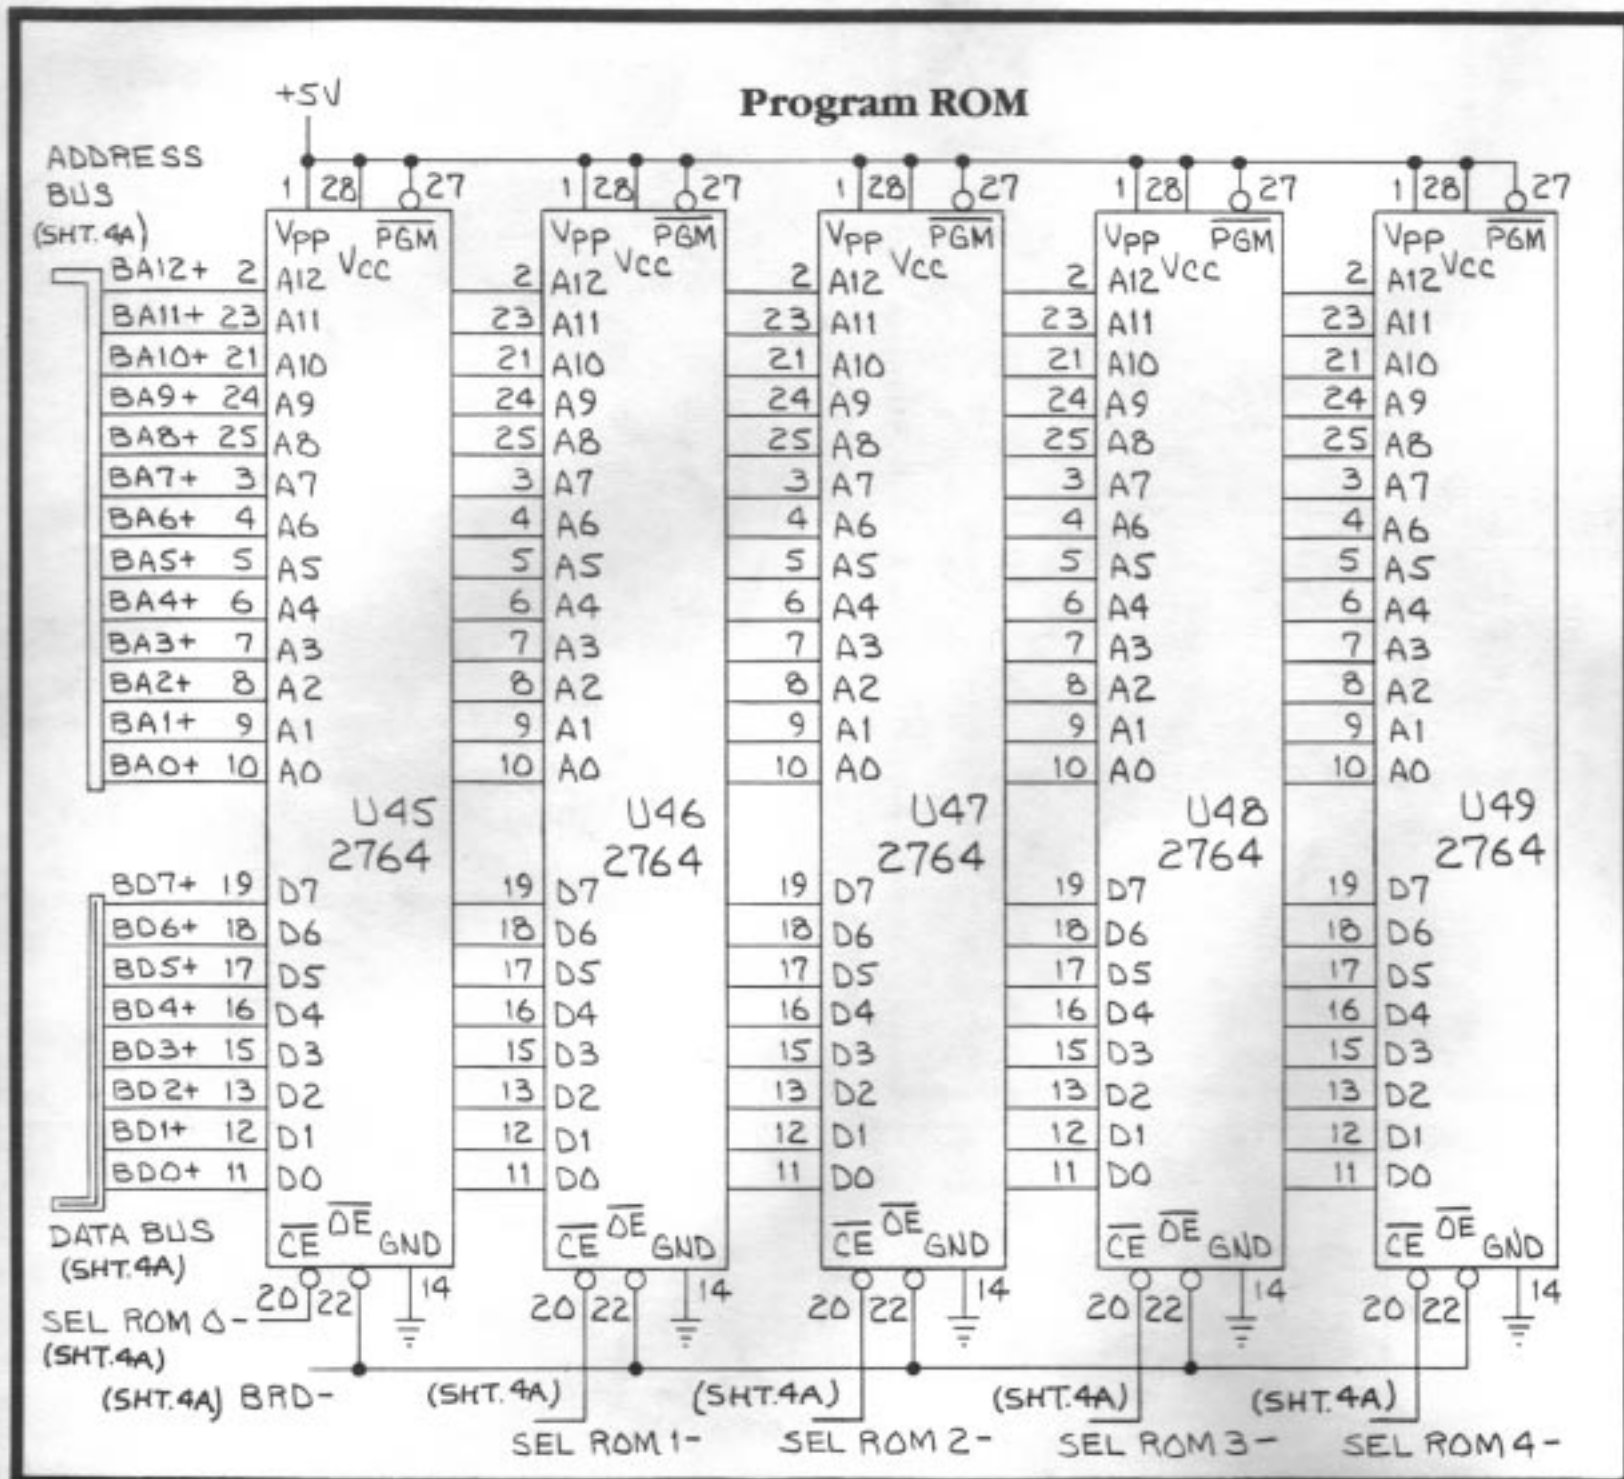 Program ROM
+5V
ADDRESS
BUS
(SHT.4A)
1 28 27 1 28 27 1 28 27 1 28 27 1 28 27
VPP VCC PGM VPP VCC PGM VPP VCC PGM VPP VCC PGM VPP VCC PGM
BA12+ 2 A12 2 A12 2 A12 2 A12 2 A12
BA11+ 23 A11 23 A11 23 A11 23 A11 23 A11
BA10+ 21 A10 21 A10 21 A10 21 A10 21 A10
BA9+ 24 A9 24 A9 24 A9 24 A9 24 A9
BA8+ 25 A8 25 A8 25 A8 25 A8 25 A8
BA7+ 3 A7 3 A7 3 A7 3 A7 3 A7
BA6+ 4 A6 4 A6 4 A6 4 A6 4 A6
BA5+ 5 A5 5 A5 5 A5 5 A5 5 A5
BA4+ 6 A4 6 A4 6 A4 6 A4 6 A4
BA3+ 7 A3 7 A3 7 A3 7 A3 7 A3
BA2+ 8 A2 8 A2 8 A2 8 A2 8 A2
BA1+ 9 A1 9 A1 9 A1 9 A1 9 A1
BA0+ 10 A0 10 A0 10 A0 10 A0 10 A0
U45 U46 U47 U48 U49
2764 2764 2764 2764 2764
BD7+ 19 D7 19 D7 19 D7 19 D7 19 D7
BD6+ 18 D6 18 D6 18 D6 18 D6 18 D6
BD5+ 17 D5 17 D5 17 D5 17 D5 17 D5
BD4+ 16 D4 16 D4 16 D4 16 D4 16 D4
BD3+ 15 D3 15 D3 15 D3 15 D3 15 D3
BD2+ 13 D2 13 D2 13 D2 13 D2 13 D2
BD1+ 12 D1 12 D1 12 D1 12 D1 12 D1
BD0+ 11 D0 11 D0 11 D0 11 D0 11 D0
DATA BUS
(SHT.4A)
CE OE GND CE OE GND CE OE GND CE OE GND CE OE GND
20 22 14 20 22 14 20 22 14 20 22 14 20 22 14
SEL ROM 0-
(SHT.4A)
(SHT.4A) BRD- (SHT.4A) (SHT.4A) (SHT.4A) (SHT.4A)
SEL ROM 1- SEL ROM 2- SEL ROM 3- SEL ROM 4-